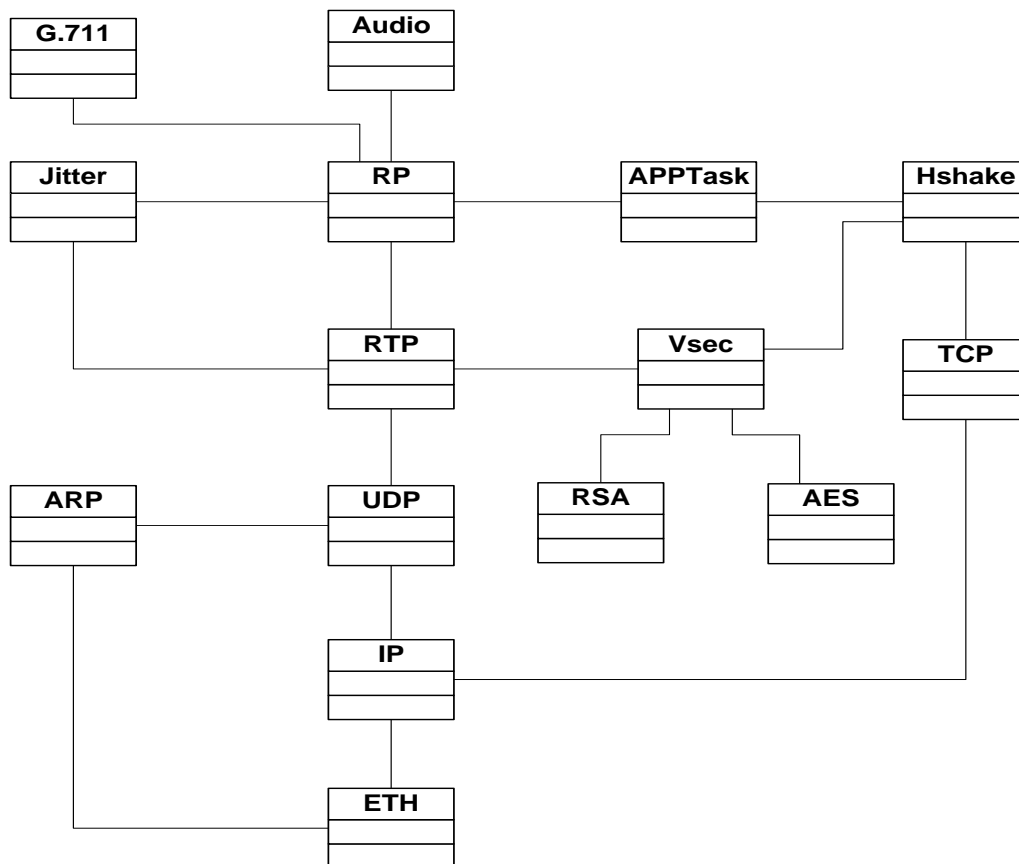 G.711
Audio
Jitter
RP
APPTask
Hshake
RTP
Vsec
TCP
ARP
UDP
RSA
AES
IP
ETH